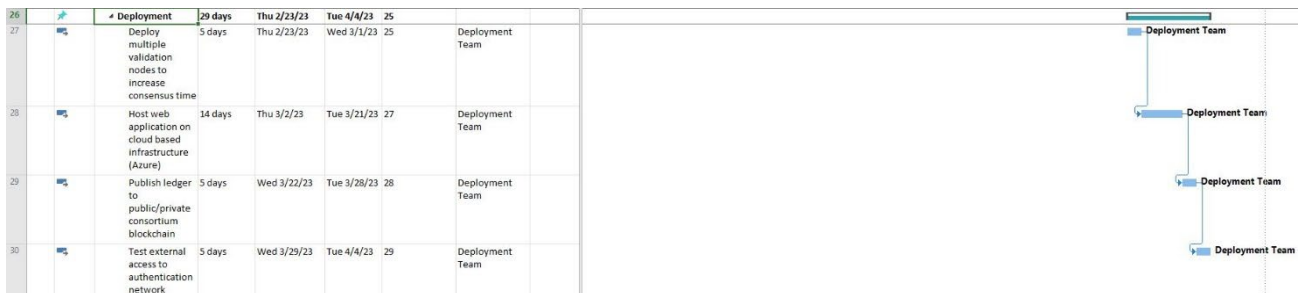 26 Deployment 29 days Thu 2/23/23 Tue 4/4/23 25
27 Deploy 5 days Thu 2/23/23 Wed 3/1/23 25 Deployment Deployment Team
multiple Team
validation
nodes to
increase
consensus time
28 Host web 14 days Thu 3/2/23 Tue 3/21/23 27 Deployment Deployment Team
application on Team
cloud based
infrastructure
(Azure)
29 Publish ledger 5 days Wed 3/22/23 Tue 3/28/23 28 Deployment Deployment Team
to Team
public/private
consortium
blockchain
30 Test external 5 days Wed 3/29/23 Tue 4/4/23 29 Deployment Deployment Team
access to Team
authentication
network